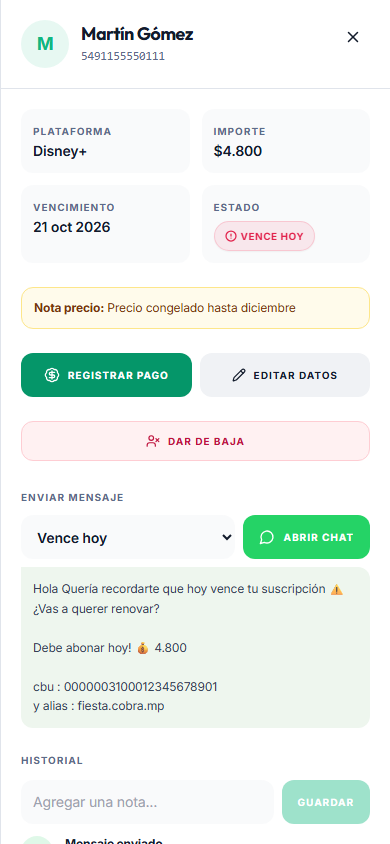 M
Martín Gómez
5491155550111
PLATAFORMA
Disney+
IMPORTE
$4.800
VENCIMIENTO
21 oct 2026
ESTADO
VENCE HOY
Nota precio: Precio congelado hasta diciembre
REGISTRAR PAGO
EDITAR DATOS
DAR DE BAJA
ENVIAR MENSAJE
Vence hoy
ABRIR CHAT
Hola Quería recordarte que hoy vence tu suscripción ⚠️
¿Vas a querer renovar?
Debe abonar hoy! 💰 4.800
cbu : 0000003100012345678901
y alias : fiesta.cobra.mp
HISTORIAL
Agregar una nota...
GUARDAR
Mensaje enviado